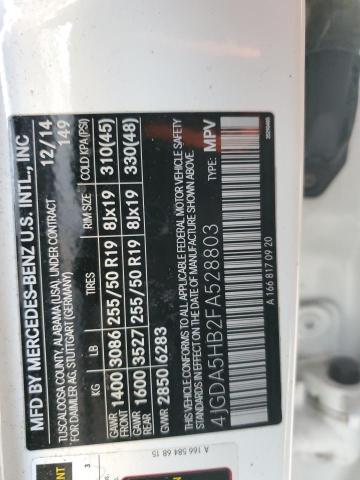 MFD BY MERCEDES-BENZ U.S. INTL., INC
TUSCALOOSA COUNTY, ALABAMA (USA), UNDER CONTRACT 12/14
FOR DAIMLER AG, STUTTGART (GERMANY) 149
KG LB RIM SIZE COLD KPA(PSI)
GAWR FRONT 1400 3086 255/50 R19 8Jx19 310(45)
GAWR REAR 1600 3527 255/50 R19 8Jx19 330(48)
GVWR 2850 6283
THIS VEHICLE CONFORMS TO ALL APPLICABLE FEDERAL MOTOR VEHICLE SAFETY
STANDARDS IN EFFECT ON THE DATE OF MANUFACTURE SHOWN ABOVE.
TYPE: MPV
4JGDA5HB2FA528803
A 166 817 09 20
A 166 584 68 15
3